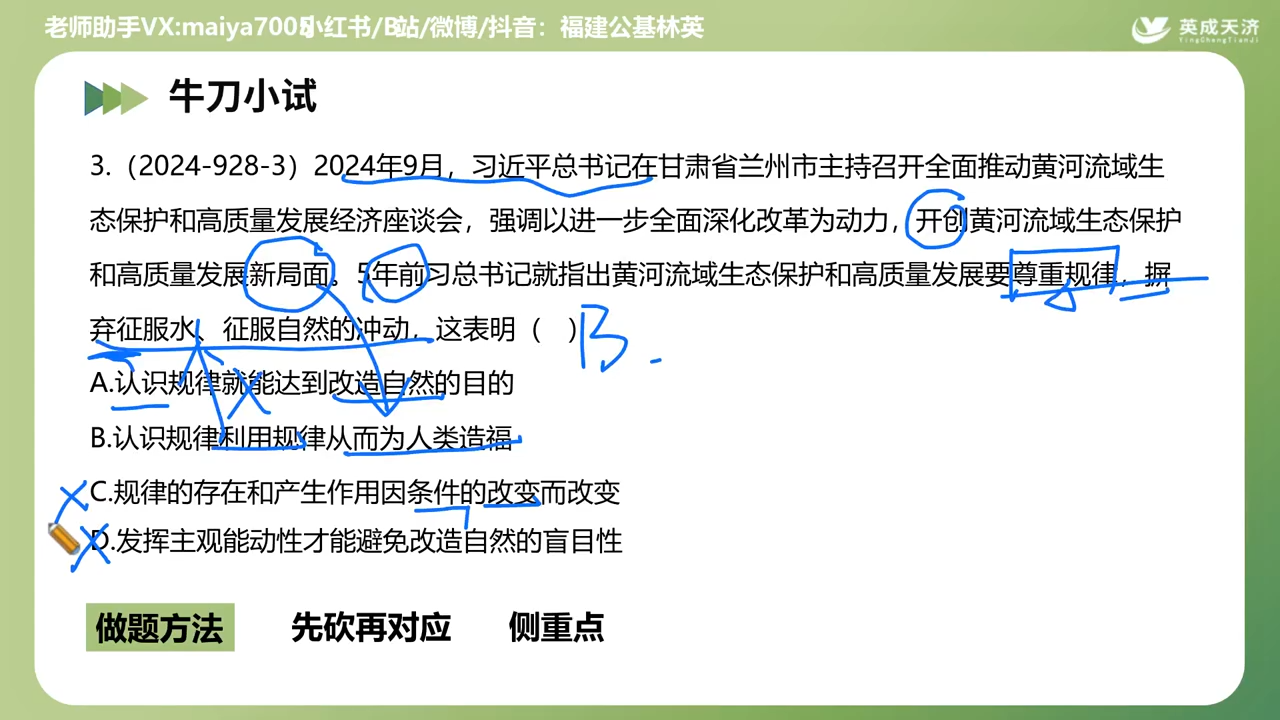 老师助手VX:maiya7005小红书/B站/微博/抖音：福建公基林英
英成天济
YingChengTianJi
牛刀小试
3.（2024-928-3）2024年9月，习近平总书记在甘肃省兰州市主持召开全面推动黄河流域生
态保护和高质量发展经济座谈会，强调以进一步全面深化改革为动力，开创黄河流域生态保护
和高质量发展新局面。5年前习总书记就指出黄河流域生态保护和高质量发展要尊重规律，摒
弃征服水、征服自然的冲动，这表明（ ）B
A.认识规律就能达到改造自然的目的
B.认识规律利用规律从而为人类造福
C.规律的存在和产生作用因条件的改变而改变
D.发挥主观能动性才能避免改造自然的盲目性
做题方法 先砍再对应 侧重点